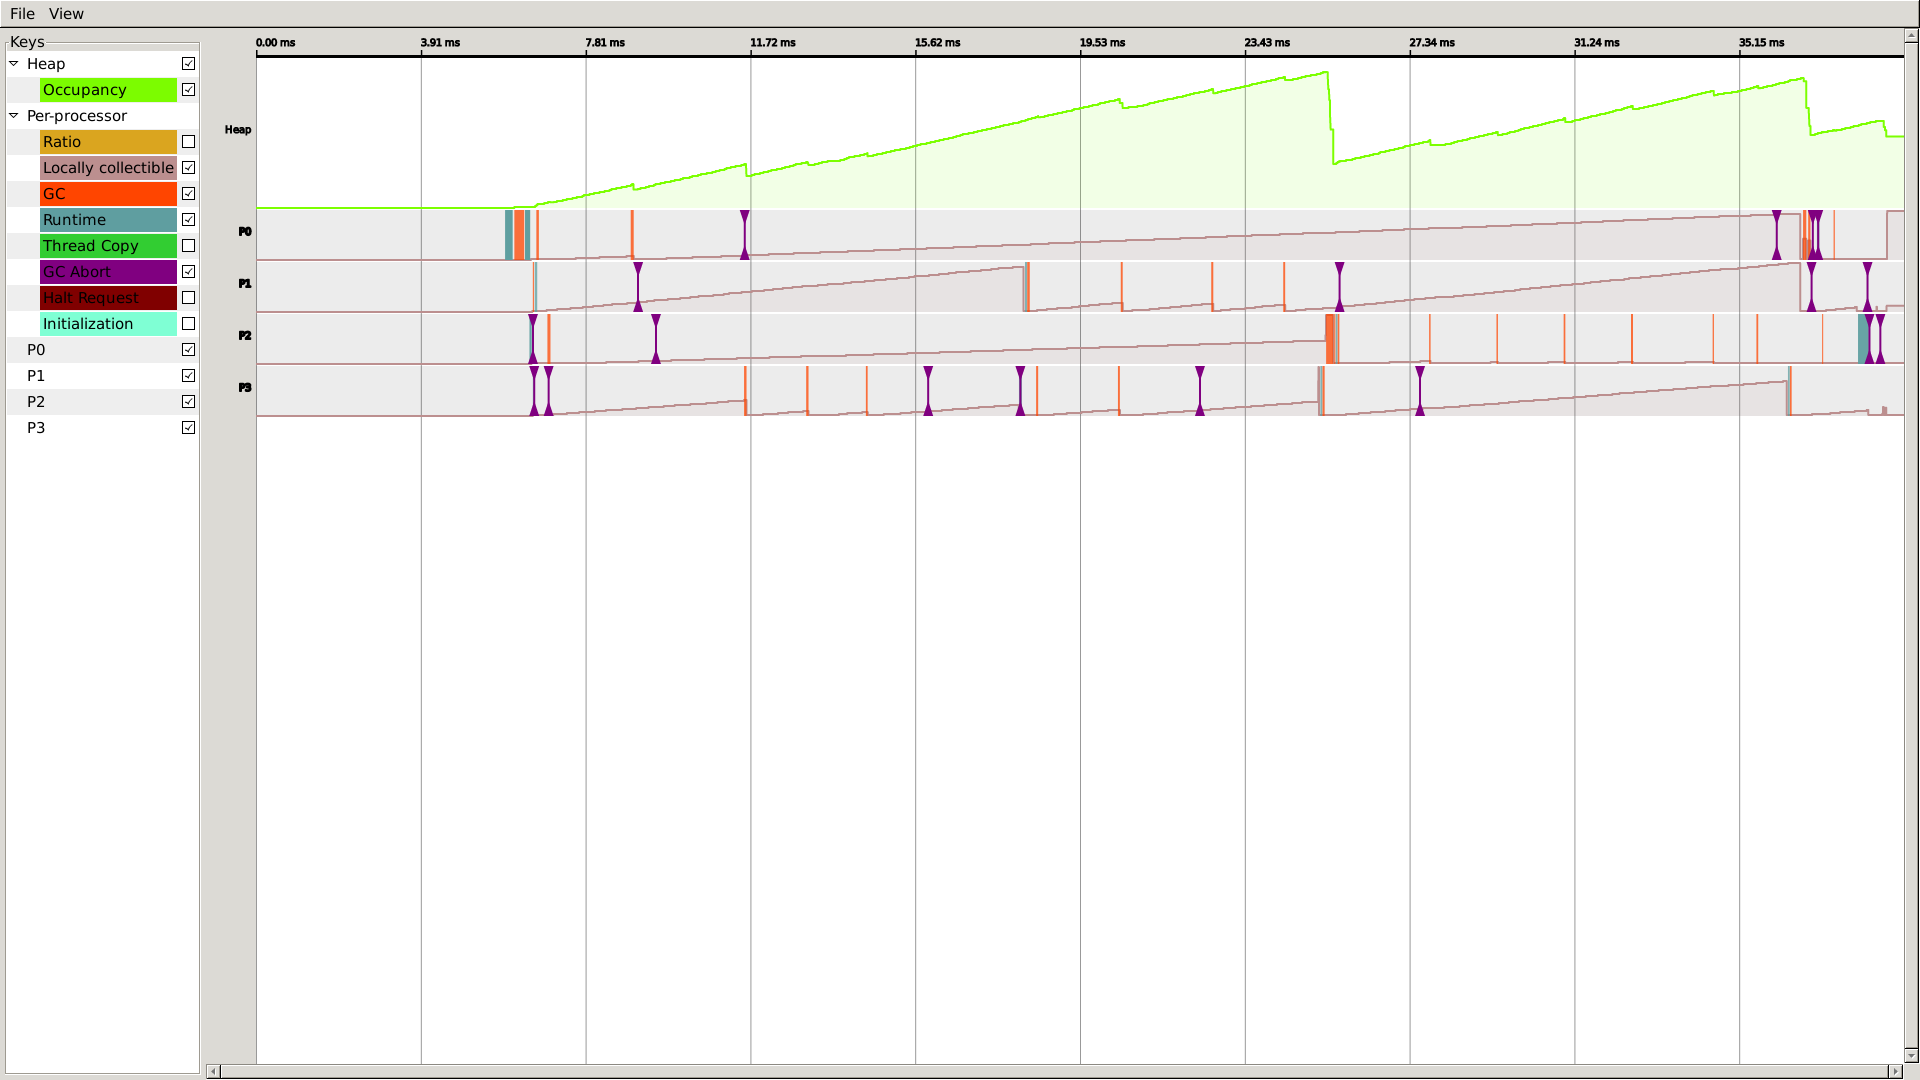 File View
Keys
0.00 ms 3.91 ms 7.81 ms 11.72 ms 15.62 ms 19.53 ms 23.43 ms 27.34 ms 31.24 ms 35.15 ms
Heap
Occupancy
Per-processor
Ratio
Locally collectible
GC
Runtime
Thread Copy
GC Abort
Halt Request
Initialization
P0
P1
P2
P3
Heap
P0
P1
P2
P3